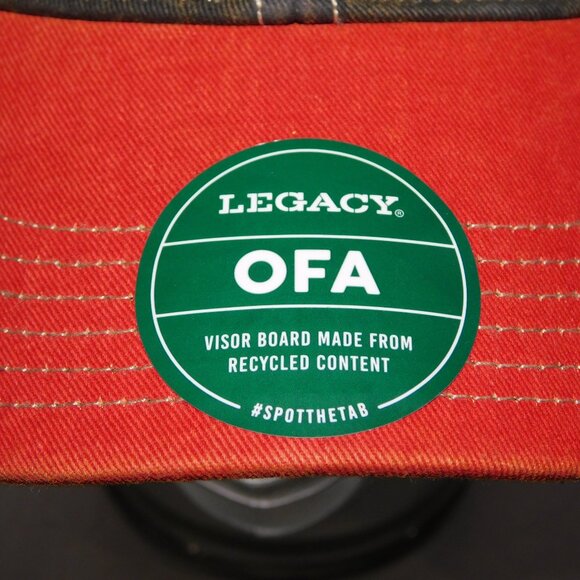 LEGACY®
OFA
VISOR BOARD MADE FROM
RECYCLED CONTENT
#SPOTTHETAB